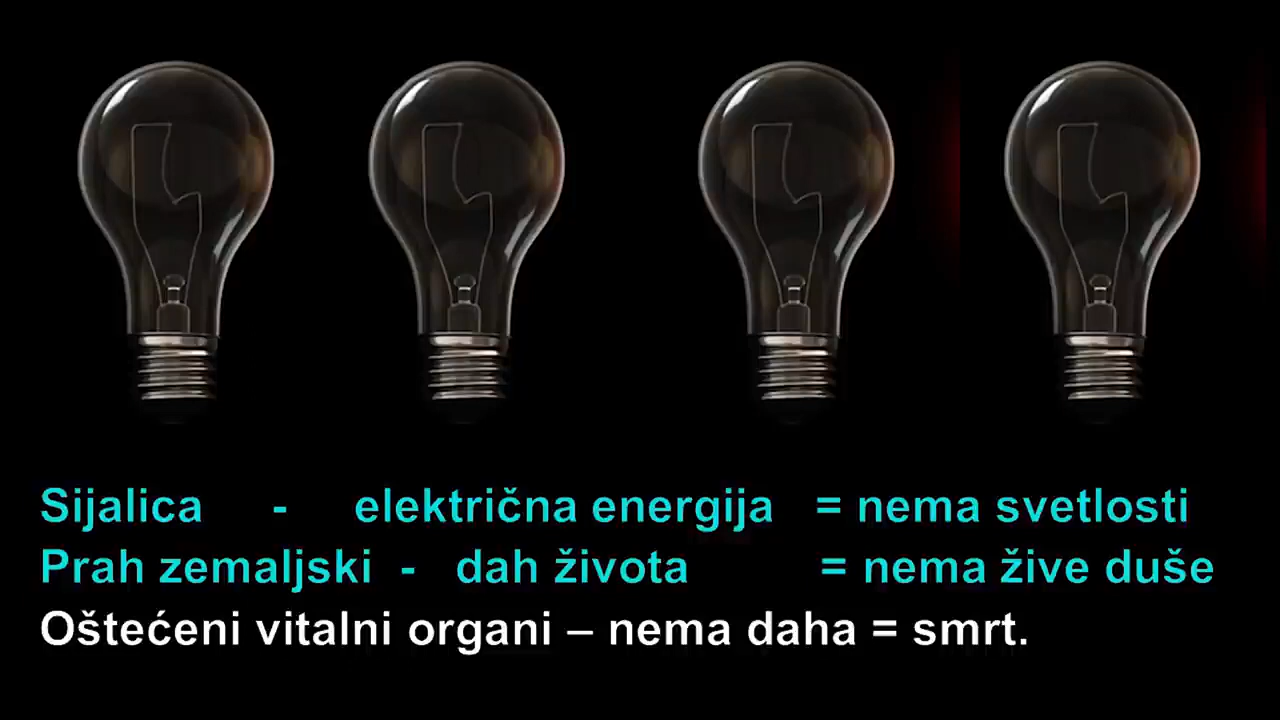 Sijalica - električna energija = nema svetlosti
Prah zemaljski - dah života = nema žive duše
Oštećeni vitalni organi – nema daha = smrt.